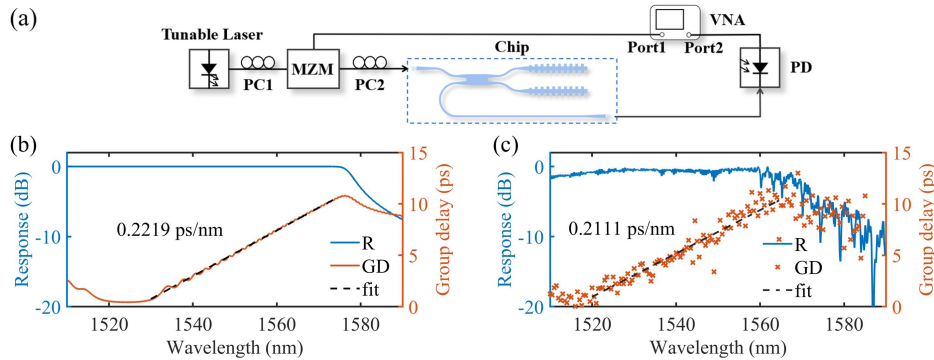 (a)
VNA
Tunable Laser
Port1 Port2
Chip
MZM
PD
PC1
PC2
(b)
(c)
0
-10
-20
Response (dB)
15
10
5
0
Group delay (ps)
0.2219 ps/nm
R
GD
fit
1520 1540 1560 1580
Wavelength (nm)
0
-10
-20
Response (dB)
15
10
5
0
Group delay (ps)
0.2111 ps/nm
R
GD
fit
1520 1540 1560 1580
Wavelength (nm)